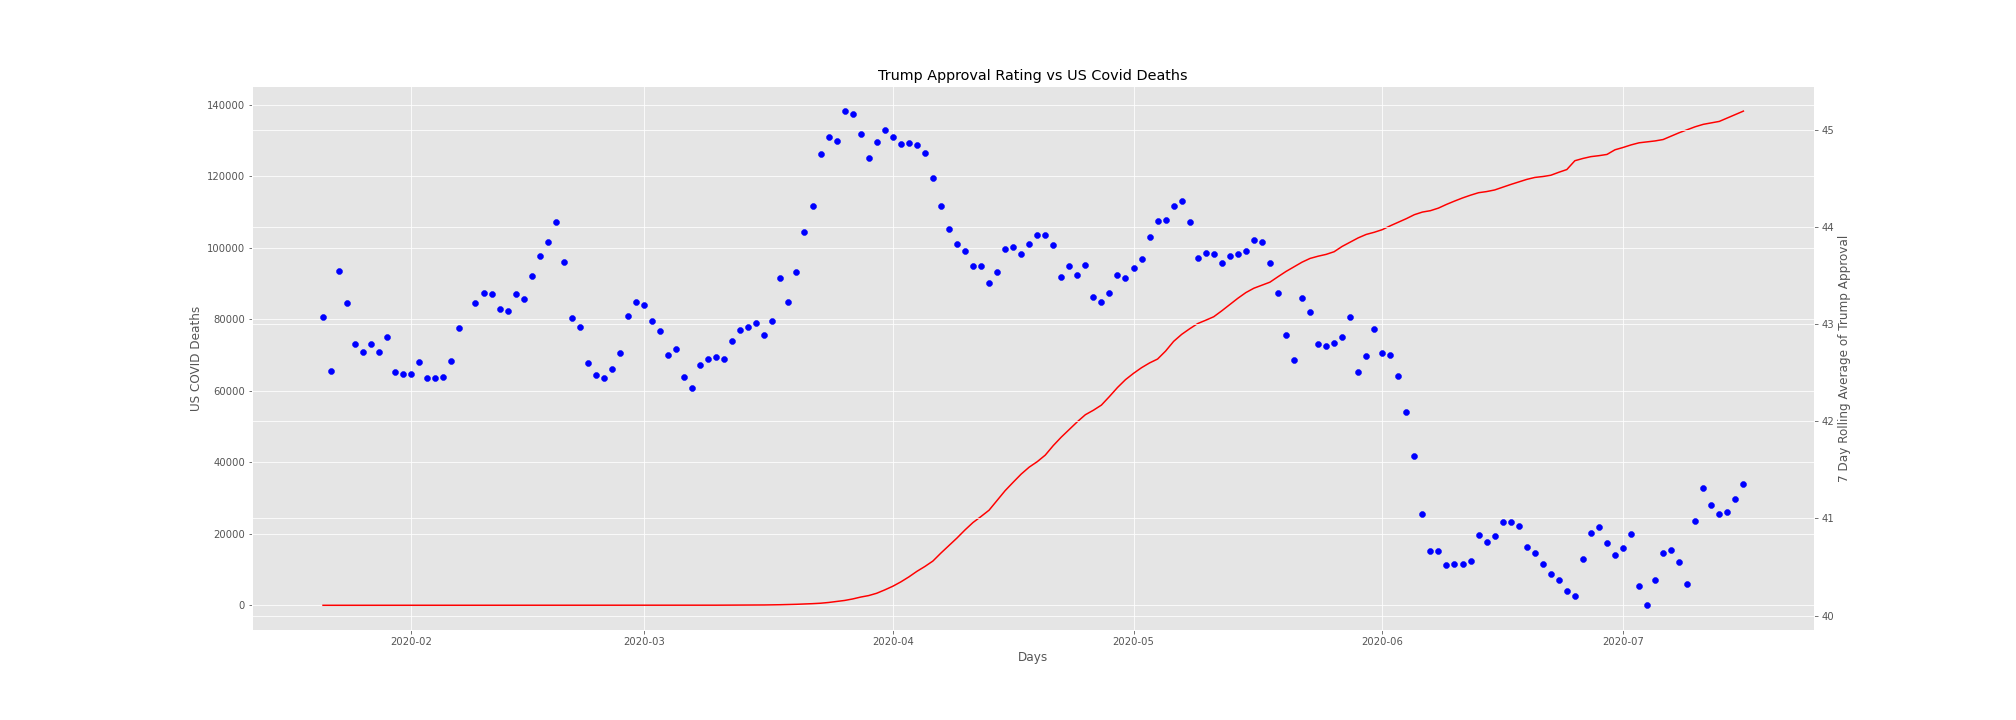 Trump Approval Rating vs US Covid Deaths
140000
120000
100000
80000
60000
40000
20000
0
US COVID Deaths
45
44
43
42
41
40
7 Day Rolling Average of Trump Approval
2020-02 2020-03 2020-04 2020-05 2020-06 2020-07
Days